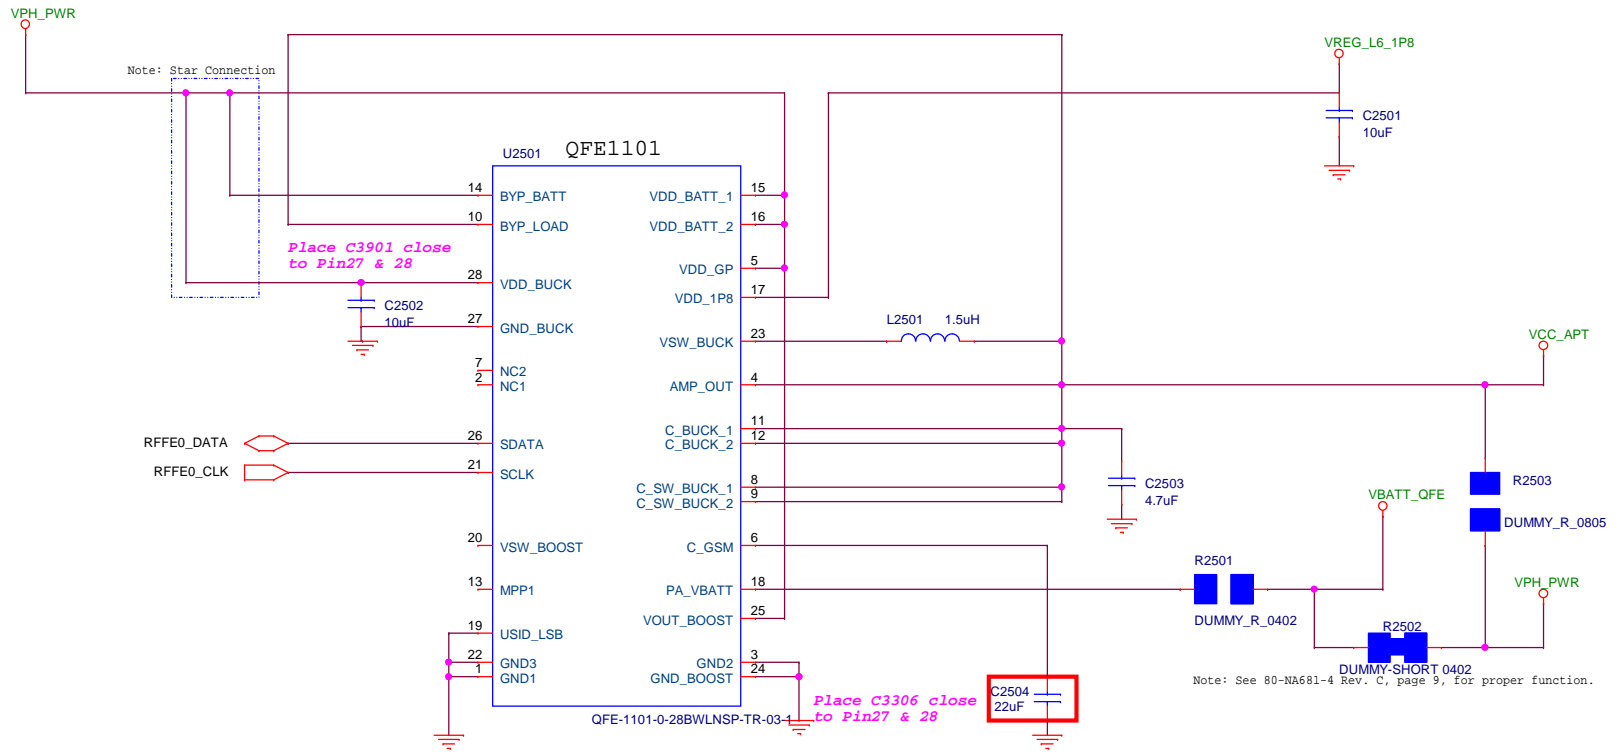 VPH_PWR
VREG_L6_1P8
Note: Star Connection
C2501
10uF
U2501
QFE1101
14
BYP_BATT
VDD_BATT_1
15
10
BYP_LOAD
VDD_BATT_2
16
Place C3901 close
to Pin27 & 28
VDD_GP
5
28
VDD_BUCK
VDD_1P8
17
C2502
10uF
27
GND_BUCK
L2501
1.5uH
VSW_BUCK
23
VCC_APT
7
NC2
2
NC1
AMP_OUT
4
C_BUCK_1
11
C_BUCK_2
12
RFFE0_DATA
26
SDATA
RFFE0_CLK
21
SCLK
C_SW_BUCK_1
8
C_SW_BUCK_2
9
C2503
4.7uF
R2503
DUMMY_R_0805
VBATT_QFE
20
VSW_BOOST
C_GSM
6
R2501
DUMMY_R_0402
13
MPP1
PA_VBATT
18
VPH_PWR
VOUT_BOOST
25
19
USID_LSB
R2502
DUMMY-SHORT 0402
22
GND3
GND2
3
1
GND1
GND_BOOST
24
Note: See 80-NA681-4 Rev. C, page 9, for proper function.
C2504
22uF
Place C3306 close
to Pin27 & 28
QFE-1101-0-28BWLNSP-TR-03-1